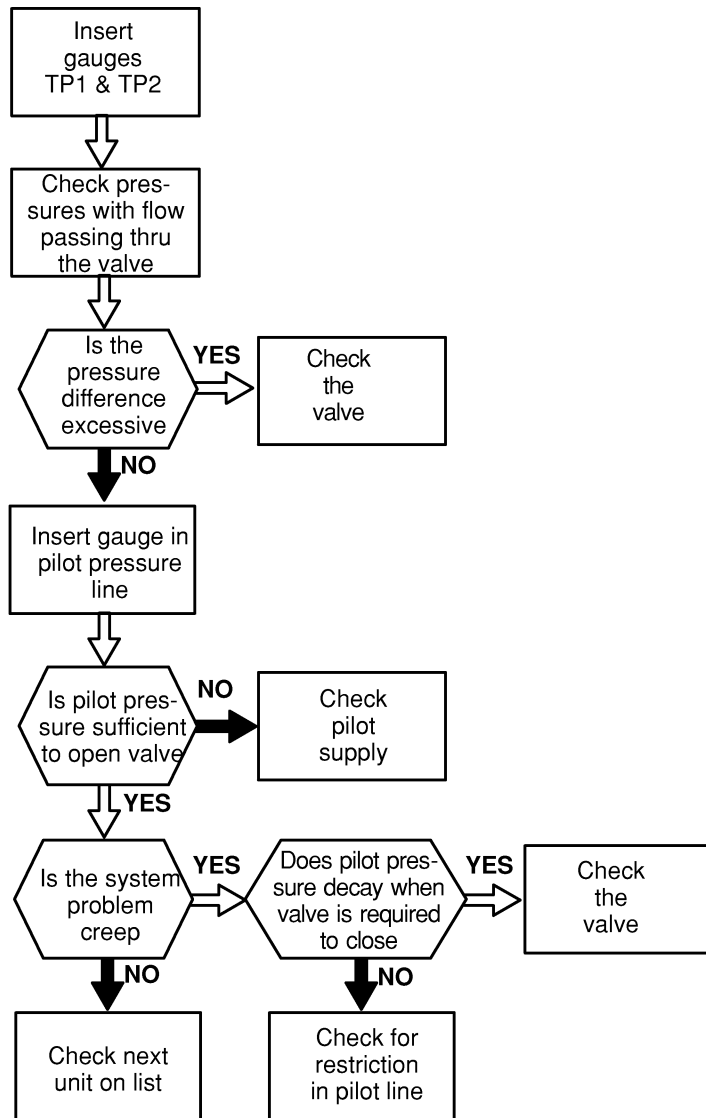 Insert
gauges
TP1 & TP2
Check pres-
sures with flow
passing thru
the valve
Is the
pressure
difference
excessive
YES
Check
the
valve
NO
Insert gauge in
pilot pressure
line
Is pilot pres-
sure sufficient
to open valve
NO
Check
pilot
supply
YES
Is the system
problem
creep
YES
Does pilot pres-
sure decay when
valve is required
to close
YES
Check
the
valve
NO
Check next
unit on list
NO
Check for
restriction
in pilot line